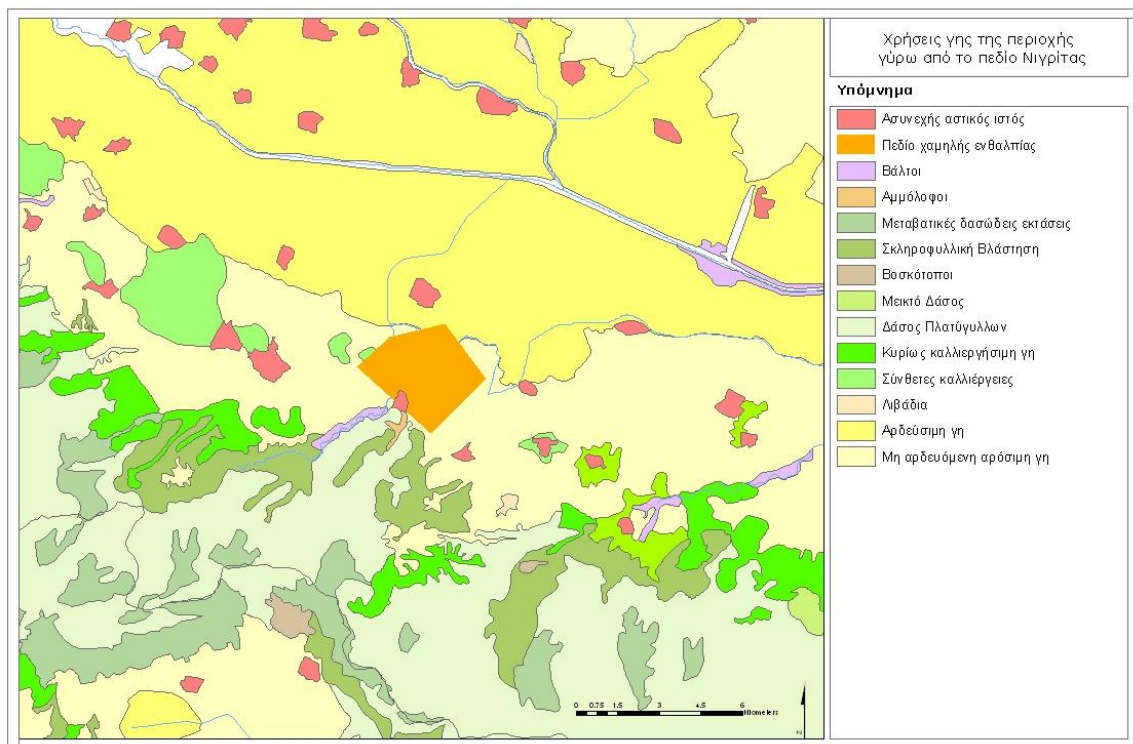 Χρήσεις γης της περιοχής
γύρω από το πεδίο Νιγρίτας
Υπόμνημα
Ασυνεχής αστικός ιστός
Πεδίο χαμηλής ενθαλπίας
Βάλτοι
Αμμόλοφοι
Μεταβατικές δασώδεις εκτάσεις
Σκληροφυλλική Βλάστηση
Βοσκότοποι
Μεικτό Δάσος
Δάσος Πλατύγυλλων
Κυρίως καλλιεργήσιμη γη
Σύνθετες καλλιέργειες
Λιβάδια
Αρδεύσιμη γη
Μη αρδευόμενη αρόσιμη γη
0 0.75 1.5 3 4.5 6
Kilometers
N